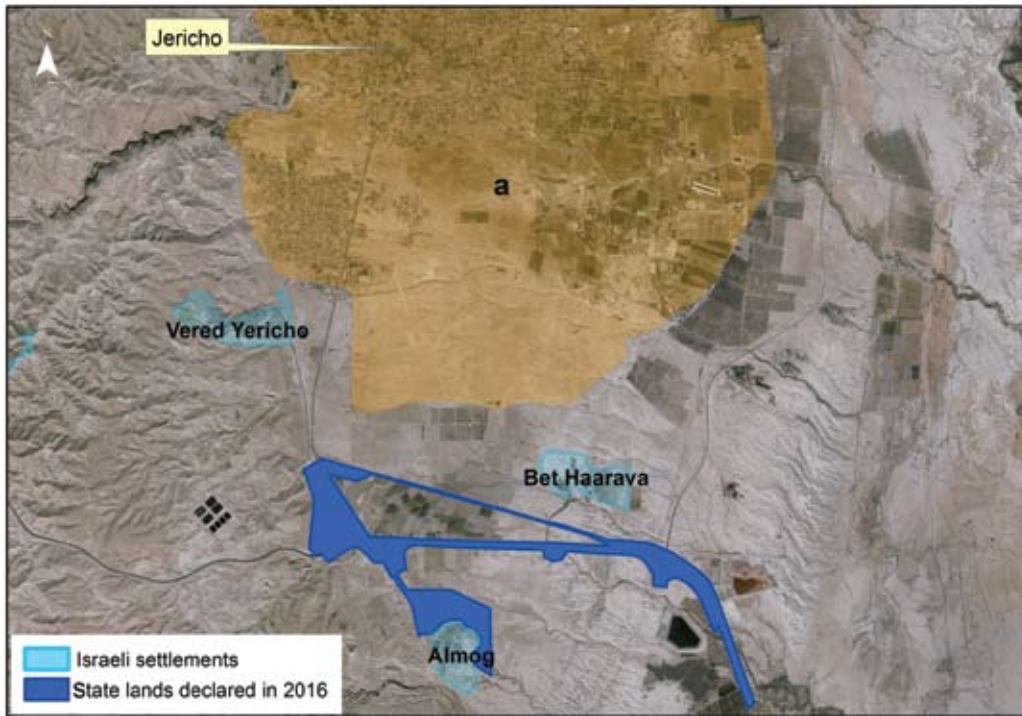 Jericho
a
Vered Yericho
Bet Haarava
Almog
Israeli settlements
State lands declared in 2016